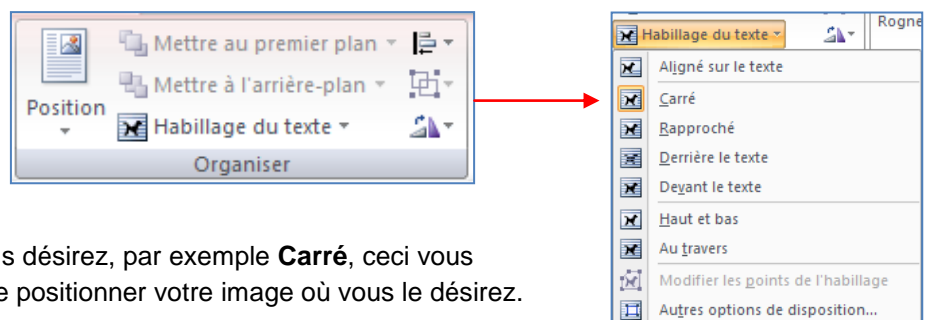 Mettre au premier plan
Mettre à l'arrière-plan
Position
Habillage du texte
Organiser
Habillage du texte
Rogne
Aligné sur le texte
Carré
Rapproché
Derrière le texte
Devant le texte
Haut et bas
Au travers
Modifier les points de l'habillage
Autres options de disposition...
s désirez, par exemple Carré, ceci vous
e positionner votre image où vous le désirez.